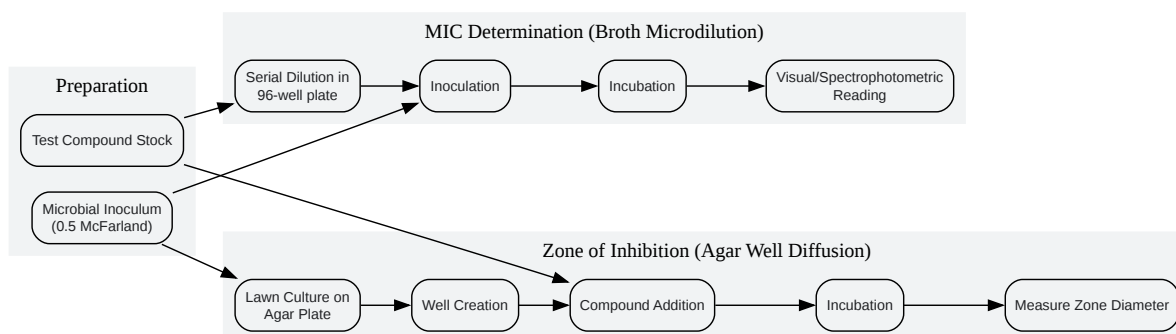 MIC Determination (Broth Microdilution)
Serial Dilution in
96-well plate
Inoculation
Incubation
Visual/Spectrophotometric
Reading
Preparation
Test Compound Stock
Microbial Inoculum
(0.5 McFarland)
Zone of Inhibition (Agar Well Diffusion)
Lawn Culture on
Agar Plate
Well Creation
Compound Addition
Incubation
Measure Zone Diameter